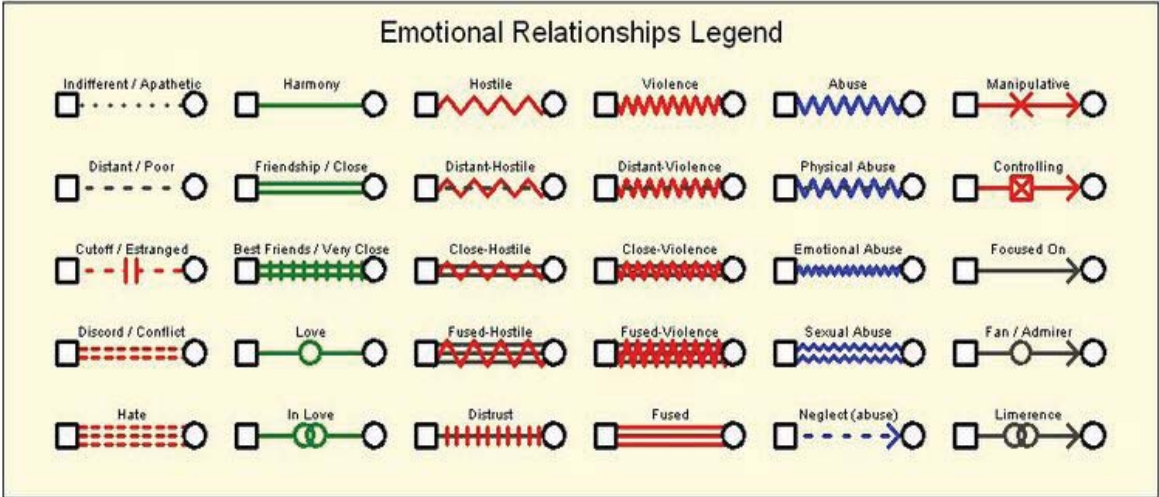 Emotional Relationships Legend
Indifferent / Apathetic
Harmony
Hostile
Violence
Abuse
Manipulative
Distant / Poor
Friendship / Close
Distant-Hostile
Distant-Violence
Physical Abuse
Controlling
Cutoff / Estranged
Best Friends / Very Close
Close-Hostile
Close-Violence
Emotional Abuse
Focused On
Discord / Conflict
Love
Fused-Hostile
Fused-Violence
Sexual Abuse
Fan / Admirer
Hate
In Love
Distrust
Fused
Neglect (abuse)
Limerence